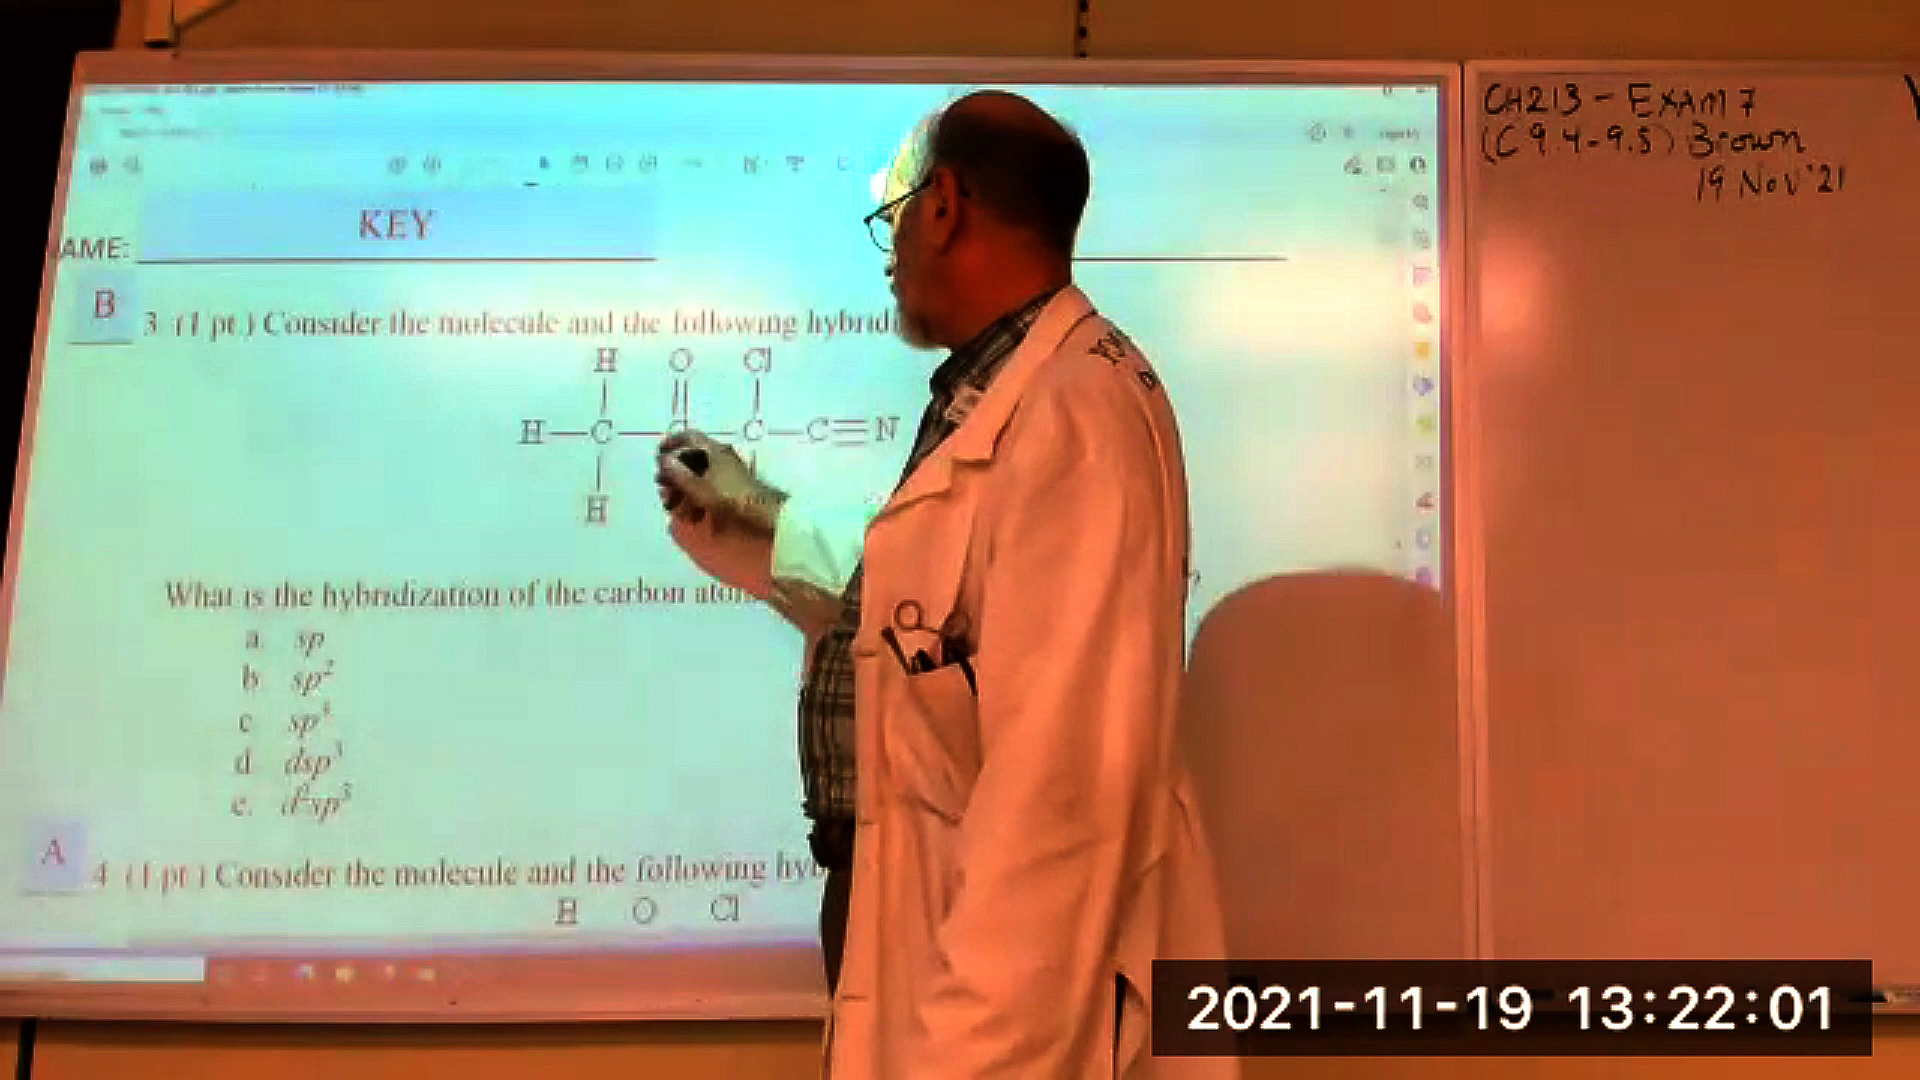 CH213 - EXAM 7
(C 9.4-9.5) Brown
19 Nov '21
KEY
AME:
B
3 (1 pt.) Consider the molecule and the following hybridi
H O Cl
H—C—C—C—C≡N
H
What is the hybridization of the carbon atom
a. sp
b sp²
c sp³
d dsp³
e. d²sp³
A
4 (1 pt.) Consider the molecule and the following hyb
H O Cl
2021-11-19 13:22:01